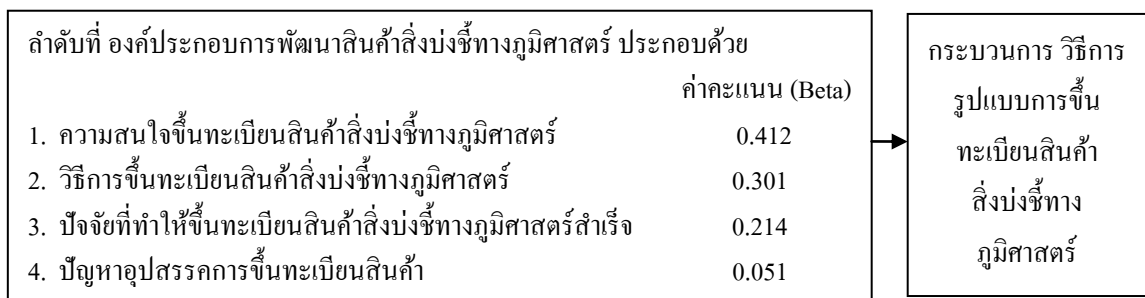 ลำดับที่ องค์ประกอบการพัฒนาสินค้าสิ่งบ่งชี้ทางภูมิศาสตร์ ประกอบด้วย
ค่าคะแนน (Beta)
1. ความสนใจขึ้นทะเบียนสินค้าสิ่งบ่งชี้ทางภูมิศาสตร์ 0.412
2. วิธีการขึ้นทะเบียนสินค้าสิ่งบ่งชี้ทางภูมิศาสตร์ 0.301
3. ปัจจัยที่ทำให้ขึ้นทะเบียนสินค้าสิ่งบ่งชี้ทางภูมิศาสตร์สำเร็จ 0.214
4. ปัญหาอุปสรรคการขึ้นทะเบียนสินค้า 0.051
กระบวนการ วิธีการ
รูปแบบการขึ้น
ทะเบียนสินค้า
สิ่งบ่งชี้ทาง
ภูมิศาสตร์